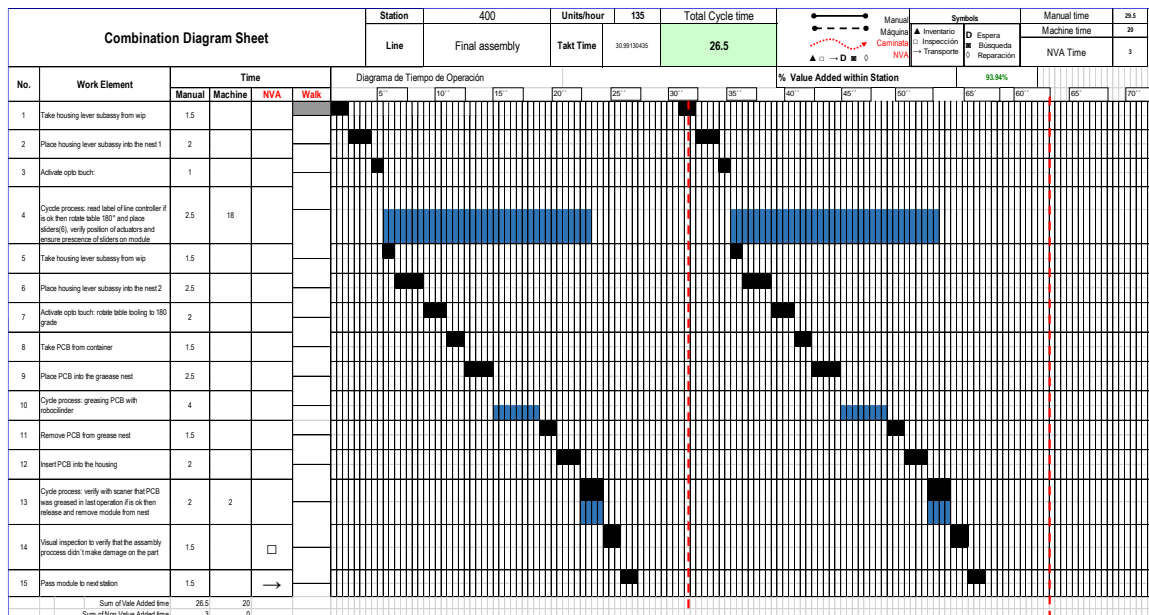 Combination Diagram Sheet
Station 400 Units/hour 135 Total Cycle time
Line Final assembly Takt Time 30.99130435 26.5
Manual
Máquina
Caminata
NVA
▲ □ → D ◙ ◊
Symbols
▲ Inventario
□ Inspección
→ Transporte
D Espera
◙ Búsqueda
◊ Reparación
Manual time 29.5
Machine time 20
NVA Time 3
No. Work Element Time
Manual Machine NVA Walk
Diagrama de Tiempo de Operación % Value Added within Station 93.94%
5´´ 10´´ 15´´ 20´´ 25´´ 30´´ 35´´ 40´´ 45´´ 50´´ 65´´ 60´´ 65´ 70´´
1 Take housing lever subassy from wip 1.5
2 Place housing lever subassy into the nest 1 2
3 Activate opto touch: 1
4 Cyccle process: read label of line controller if
is ok then rotate table 180° and place
sliders(6), verify position of actuators and
ensure prescence of sliders on module
2.5 18
5 Take housing lever subassy from wip 1.5
6 Place housing lever subassy into the nest 2 2.5
7 Activate opto touch: rotate table tooling to 180
grade
2
8 Take PCB from container 1.5
9 Place PCB into the graease nest 2.5
10 Cycle process: greasing PCB with
robocilinder
4
11 Remove PCB from grease nest 1.5
12 Insert PCB into the housing 2
13 Cycle process: verify with scaner that PCB
was greased in last operation if is ok then
release and remove module from nest
2 2
14 Visual inspection to verify that the assembly
proccess didn´t make damage on the part
1.5 □
15 Pass module to next station 1.5 →
Sum of Vale Added time 26.5 20
Sum of Non Value Added time 3 0